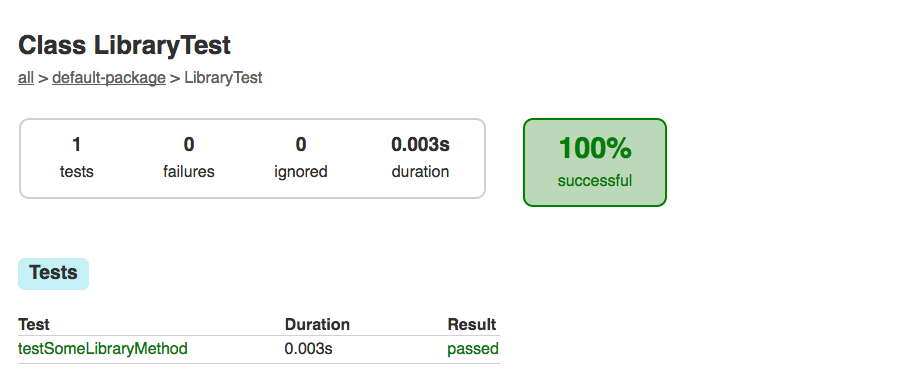 Class LibraryTest
all > default-package > LibraryTest
1 0 0 0.003s
tests failures ignored duration
100%
successful
Tests
Test Duration Result
testSomeLibraryMethod 0.003s passed